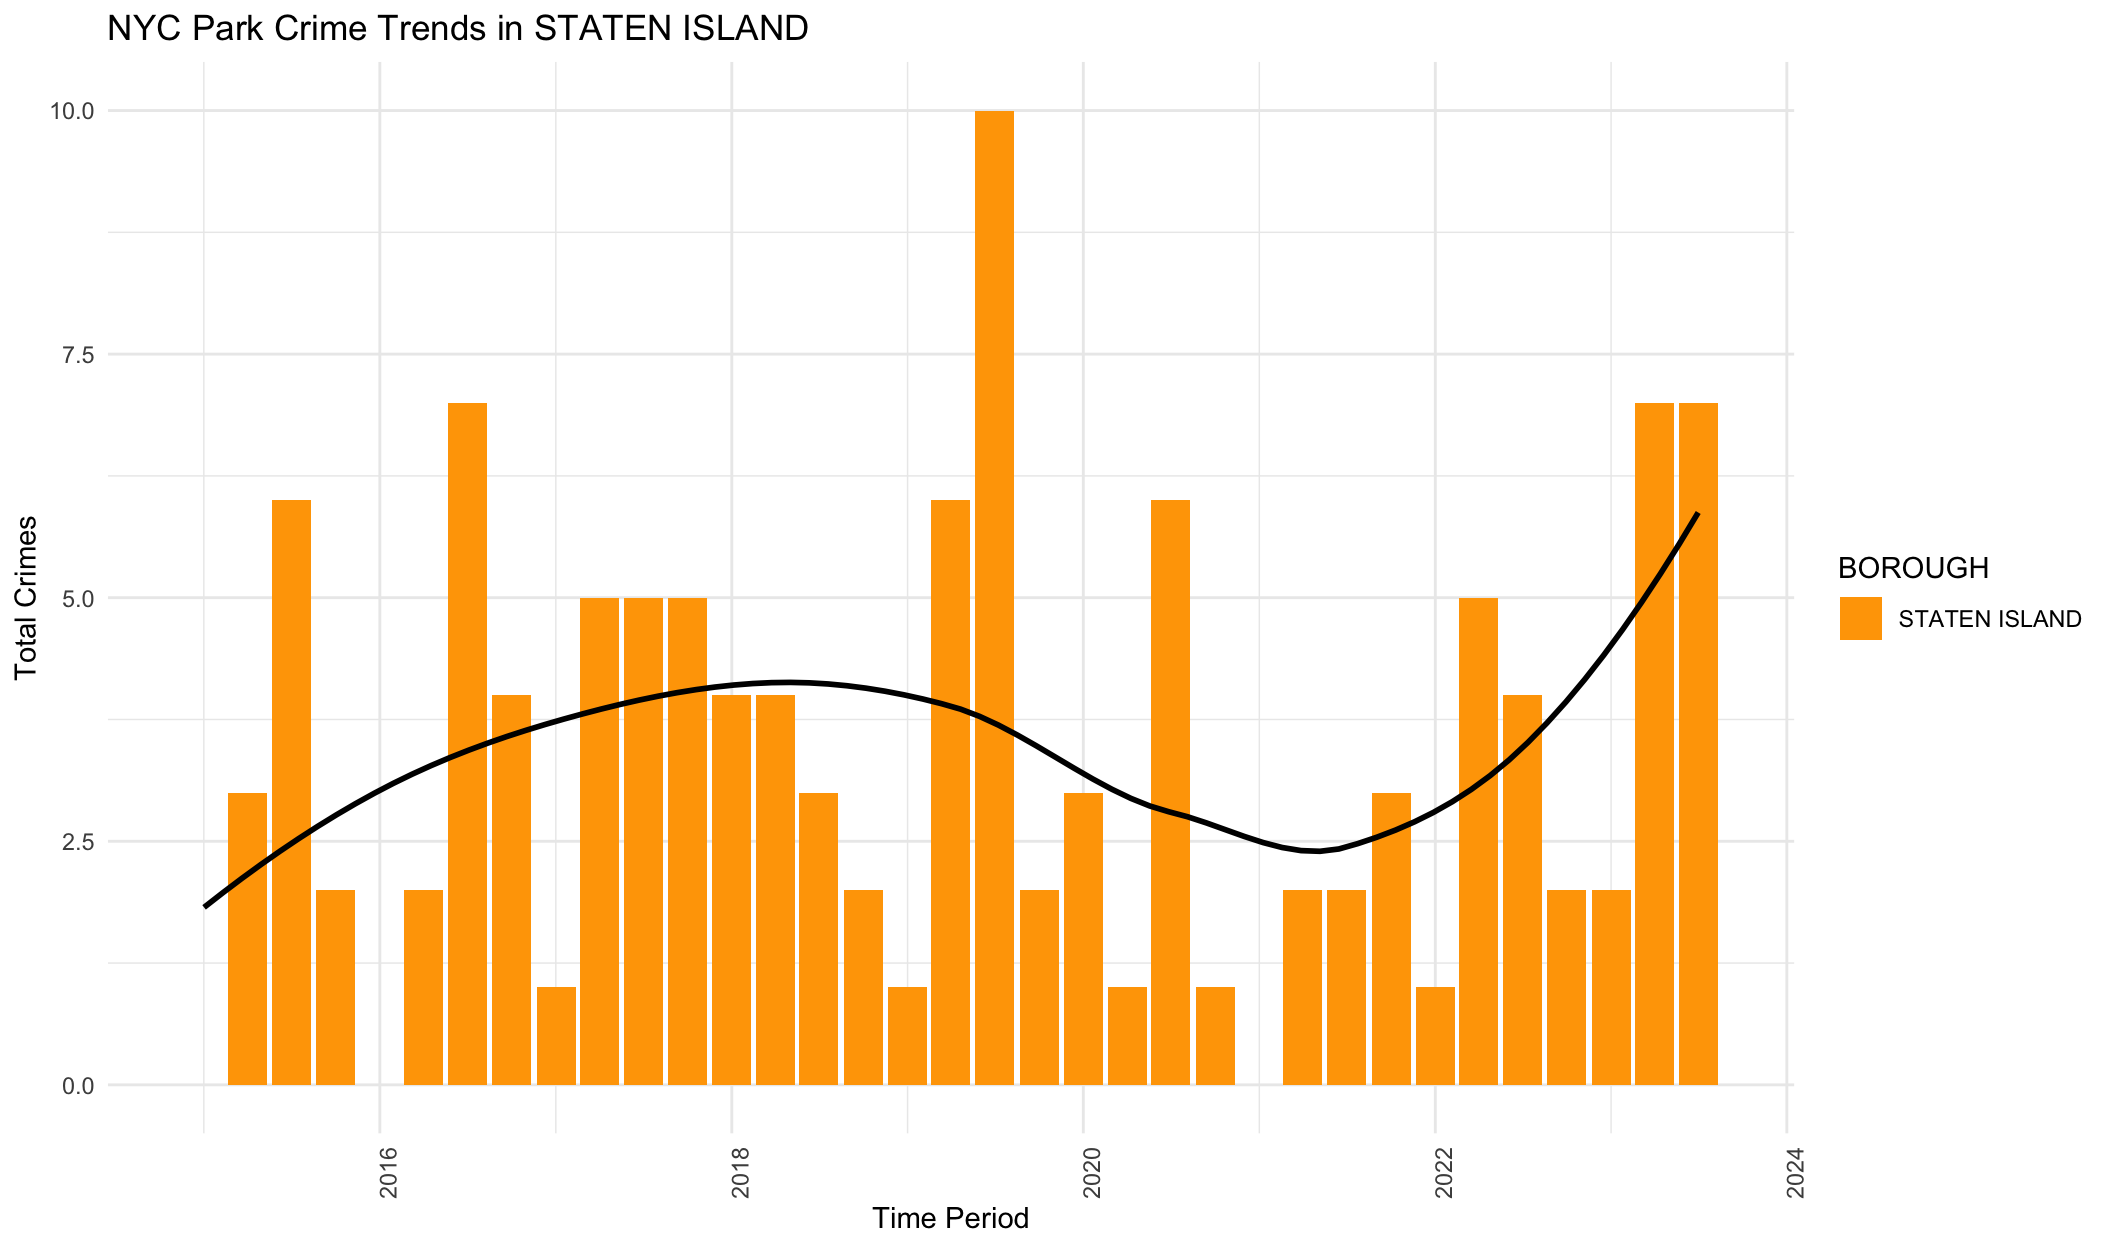 NYC Park Crime Trends in STATEN ISLAND
10.0
7.5
5.0
2.5
0.0
Total Crimes
2016
2018
2020
2022
2024
Time Period
BOROUGH
STATEN ISLAND